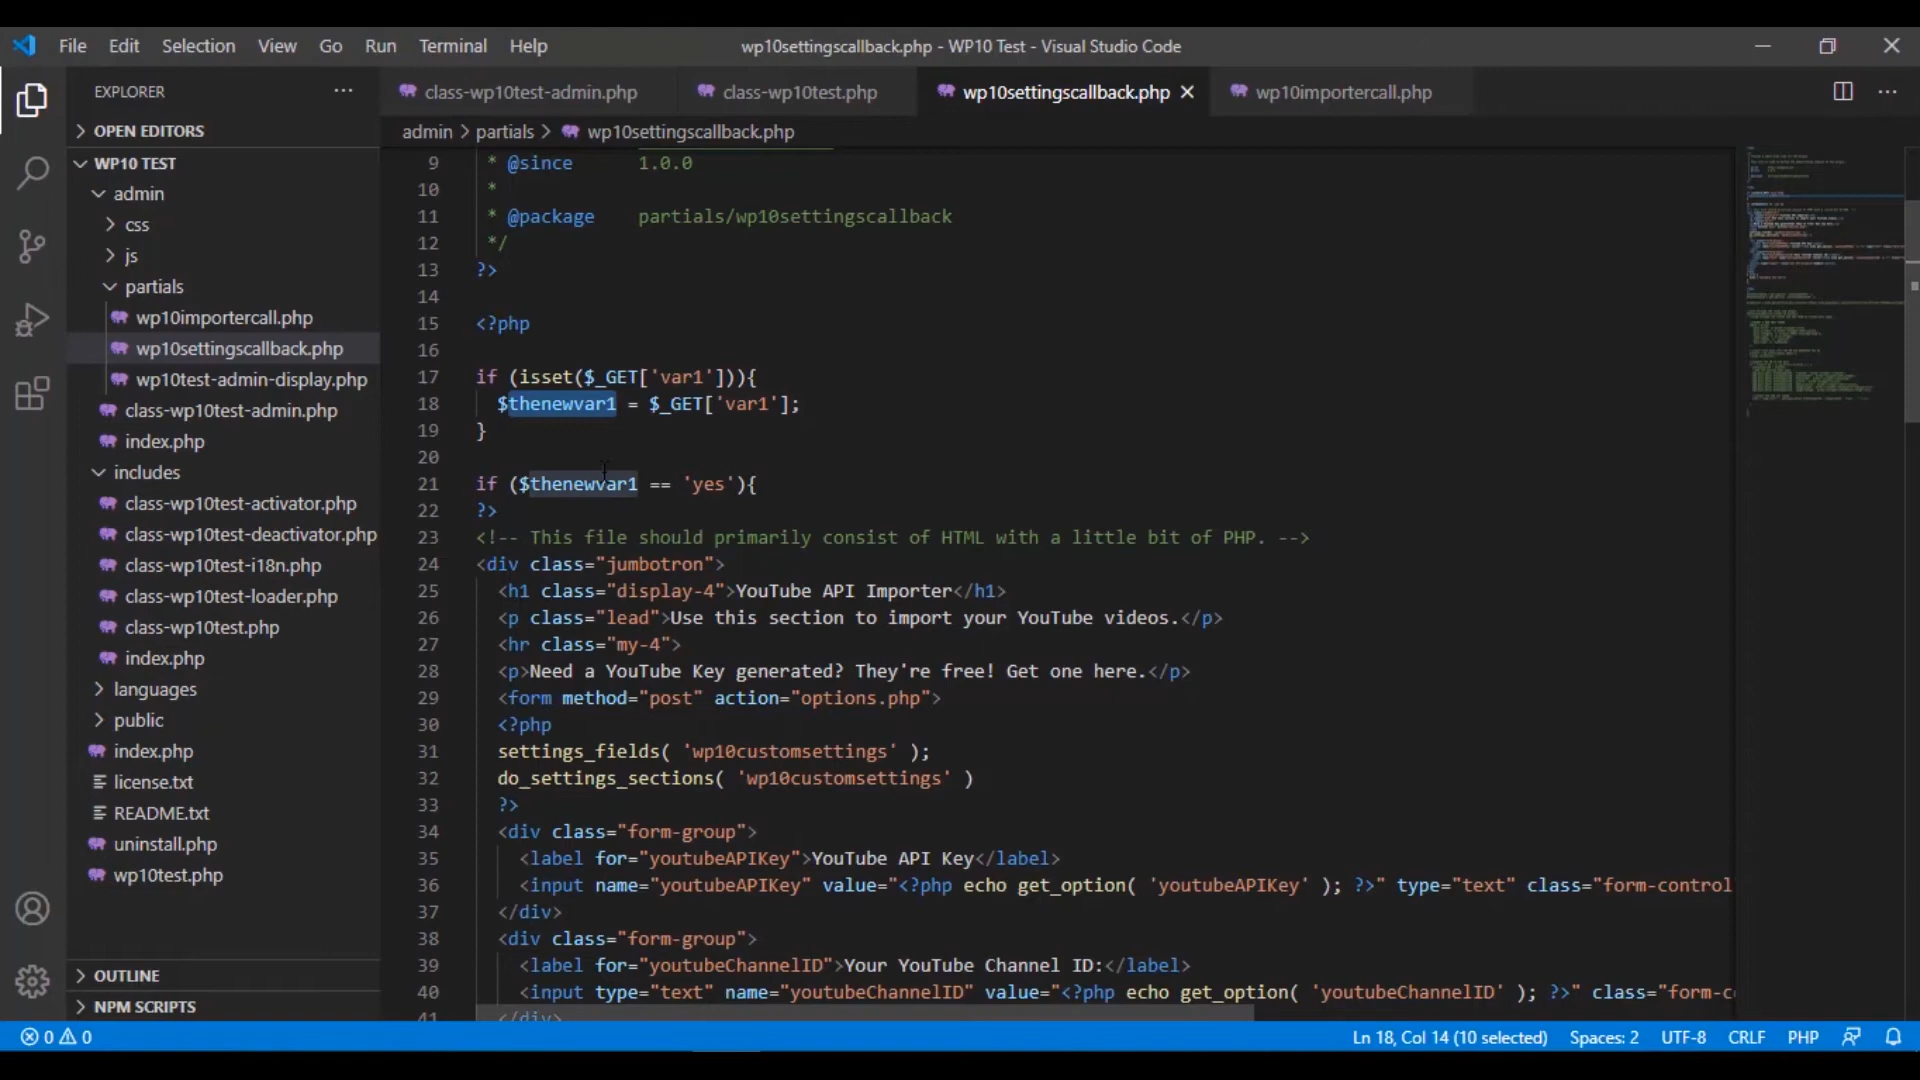 File Edit Selection View Go Run Terminal Help
wp10settingscallback.php - WP10 Test - Visual Studio Code
EXPLORER
OPEN EDITORS
WP10 TEST
admin
css
js
partials
wp10importercall.php
wp10settingscallback.php
wp10test-admin-display.php
class-wp10test-admin.php
index.php
includes
class-wp10test-activator.php
class-wp10test-deactivator.php
class-wp10test-i18n.php
class-wp10test-loader.php
class-wp10test.php
index.php
languages
public
index.php
license.txt
README.txt
uninstall.php
wp10test.php
OUTLINE
NPM SCRIPTS
class-wp10test-admin.php class-wp10test.php wp10settingscallback.php wp10importercall.php
admin > partials > wp10settingscallback.php
9 * @since 1.0.0
10 *
11 * @package partials/wp10settingscallback
12 */
13 ?>
14
15 <?php
16
17 if (isset($_GET['var1'])){
18 $thenewvar1 = $_GET['var1'];
19 }
20
21 if ($thenewvar1 == 'yes'){
22 ?>
23 <!-- This file should primarily consist of HTML with a little bit of PHP. -->
24 <div class="jumbotron">
25 <h1 class="display-4">YouTube API Importer</h1>
26 <p class="lead">Use this section to import your YouTube videos.</p>
27 <hr class="my-4">
28 <p>Need a YouTube Key generated? They're free! Get one here.</p>
29 <form method="post" action="options.php">
30 <?php
31 settings_fields( 'wp10customsettings' );
32 do_settings_sections( 'wp10customsettings' )
33 ?>
34 <div class="form-group">
35 <label for="youtubeAPIKey">YouTube API Key</label>
36 <input name="youtubeAPIKey" value="<?php echo get_option( 'youtubeAPIKey' ); ?>" type="text" class="form-control
37 </div>
38 <div class="form-group">
39 <label for="youtubeChannelID">Your YouTube Channel ID:</label>
40 <input type="text" name="youtubeChannelID" value="<?php echo get_option( 'youtubeChannelID' ); ?>" class="form-c
41 </div>
0 0
Ln 18, Col 14 (10 selected) Spaces: 2 UTF-8 CRLF PHP